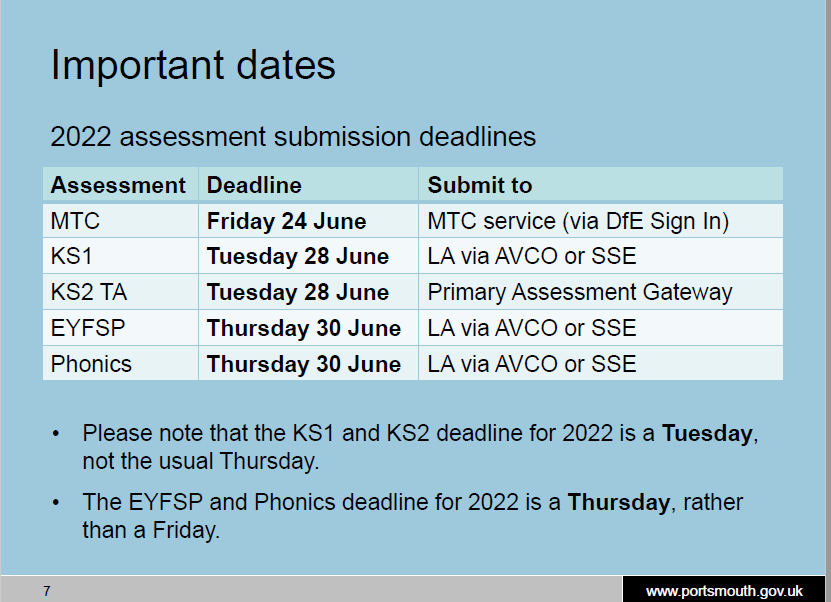 Important dates
2022 assessment submission deadlines
Assessment Deadline Submit to
MTC Friday 24 June MTC service (via DfE Sign In)
KS1 Tuesday 28 June LA via AVCO or SSE
KS2 TA Tuesday 28 June Primary Assessment Gateway
EYFSP Thursday 30 June LA via AVCO or SSE
Phonics Thursday 30 June LA via AVCO or SSE
• Please note that the KS1 and KS2 deadline for 2022 is a Tuesday,
not the usual Thursday.
• The EYFSP and Phonics deadline for 2022 is a Thursday, rather
than a Friday.
7 www.portsmouth.gov.uk